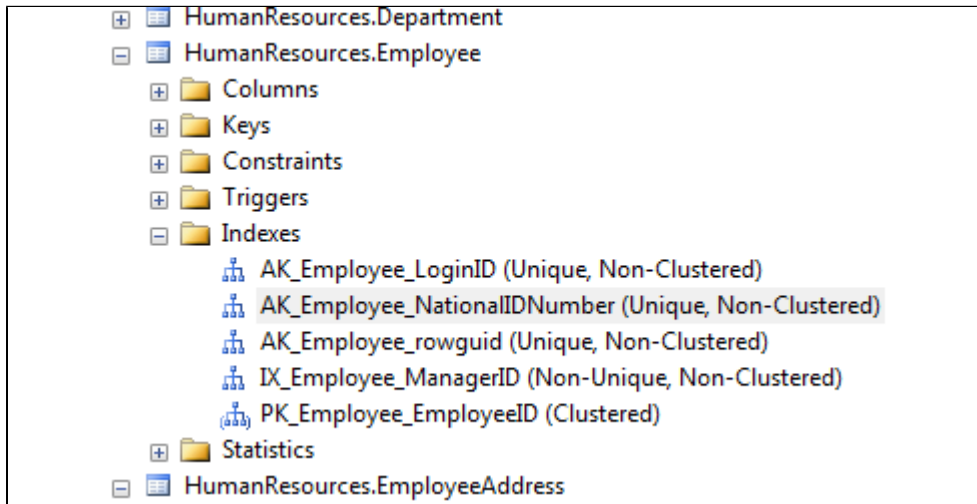 HumanResources.Department
HumanResources.Employee
Columns
Keys
Constraints
Triggers
Indexes
AK_Employee_LoginID (Unique, Non-Clustered)
AK_Employee_NationalIDNumber (Unique, Non-Clustered)
AK_Employee_rowguid (Unique, Non-Clustered)
IX_Employee_ManagerID (Non-Unique, Non-Clustered)
PK_Employee_EmployeeID (Clustered)
Statistics
HumanResources.EmployeeAddress